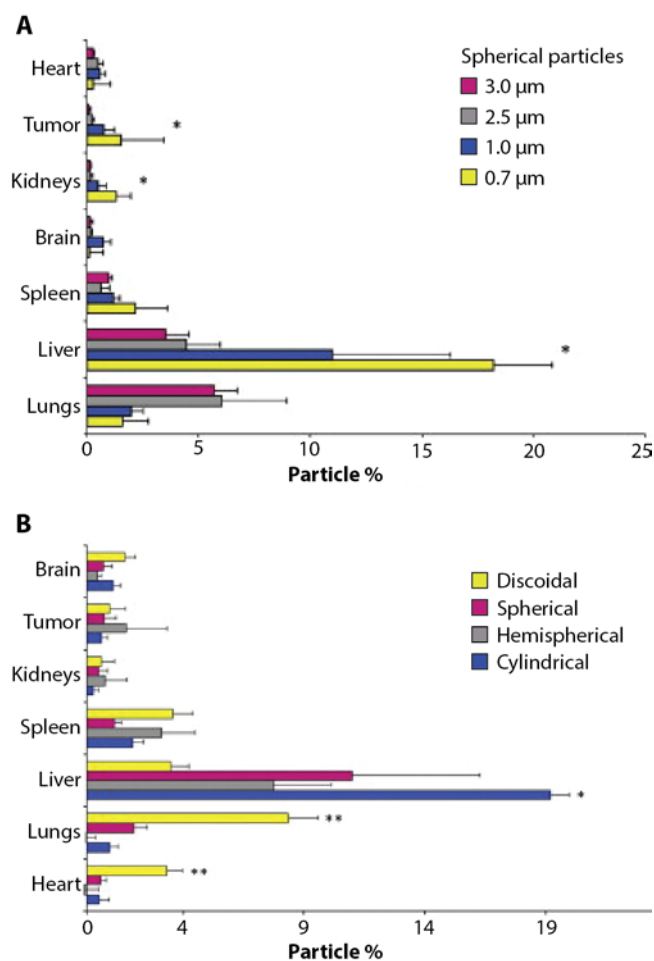 A
Spherical particles
3.0 µm
2.5 µm
1.0 µm
0.7 µm
Heart
Tumor
*
Kidneys
*
Brain
Spleen
Liver
*
Lungs
0 5 10 15 20 25
Particle %
B
Discoidal
Spherical
Hemispherical
Cylindrical
Brain
Tumor
Kidneys
Spleen
Liver
*
Lungs
**
Heart
**
0 4 9 14 19
Particle %